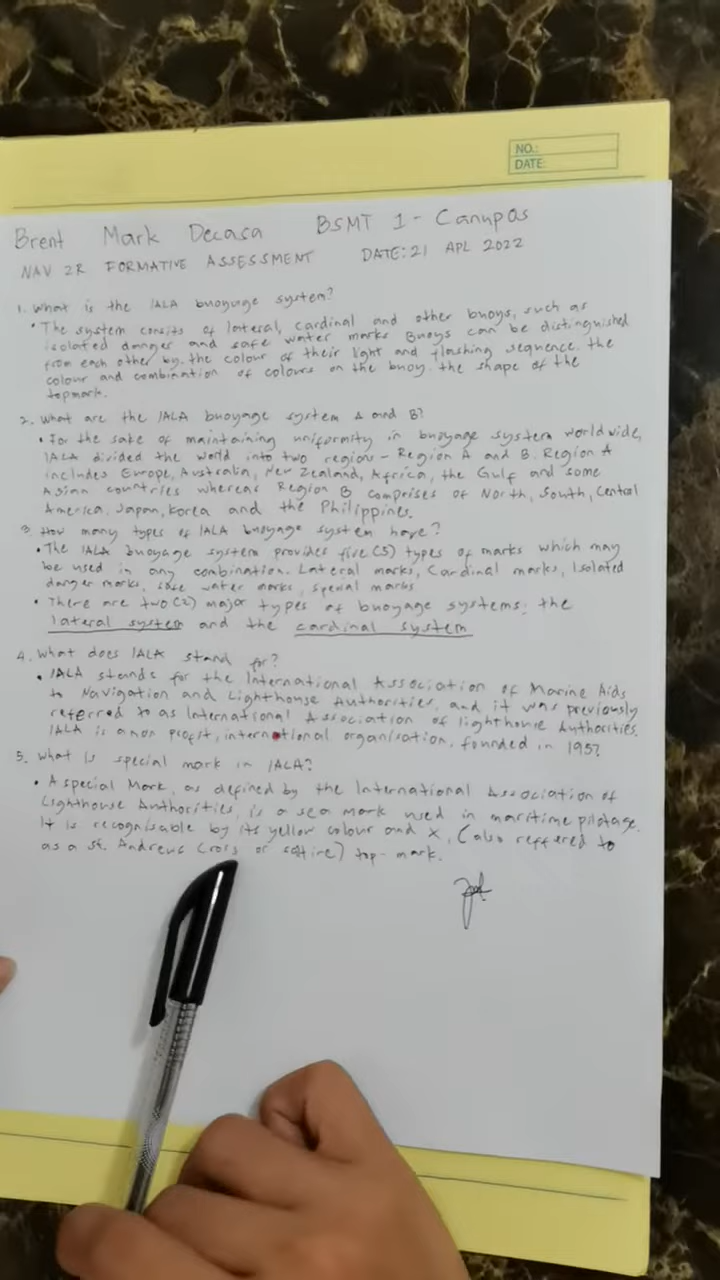 NO.:
DATE:
Brent Mark Decasa BSMT 1 - Canupas
NAV 2R FORMATIVE ASSESSMENT DATE: 21 APL 2022
1. What is the IALA buoyage system?
• The system consits of lateral, cardinal and other buoys, such as
isolated danger and safe water marks Buoys can be distinguished
from each other by. the colour of their light and flashing sequence. the
colour and combination of colours on the buoy. the shape of the
topmark.
2. What are the IALA buoyage system A and B?
• For the sake of maintaining uniformity in buoyage system worldwide,
IALA divided the world into two region - Region A and B. Region A
includes Europe, Australia, New Zealand, Africa, the Gulf and some
Asian countries whereas Region B comprises of North, South, Central
America, Japan, Korea and the Philippines.
3. How many types of IALA buoyage system have?
• The IALA buoyage system provides five (5) types of marks which may
be used in any combination. Lateral marks, Cardinal marks, Isolated
danger marks, safe water marks, special marks
• There are two (2) major types of buoyage systems: the
lateral system and the cardinal system
4. What does IALA stand for?
• IALA stands for the International Association of Marine Aids
to Navigation and Lighthouse Authorities, and it was previously
referred to as International Association of lighthouse Authorities.
IALA is a non profit, international organisation, founded in 1957
5. What is special mark in IALA?
• A special Mark, as defined by the International Association of
Lighthouse Authorities, is a sea mark used in maritime pilotage.
It is recognisable by its yellow colour and X, (also reffered to
as a St. Andrews Cross or saltire) top-mark.